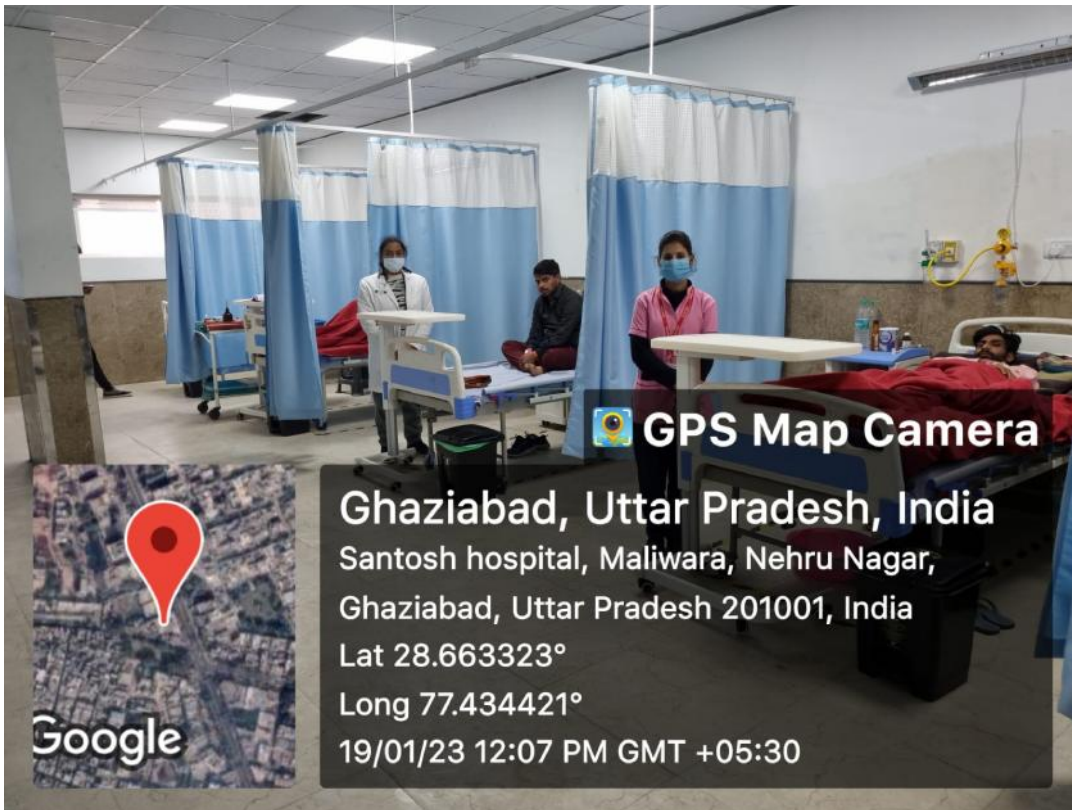 GPS Map Camera
Ghaziabad, Uttar Pradesh, India
Santosh hospital, Maliwara, Nehru Nagar,
Ghaziabad, Uttar Pradesh 201001, India
Lat 28.663323°
Long 77.434421°
19/01/23 12:07 PM GMT +05:30
Google